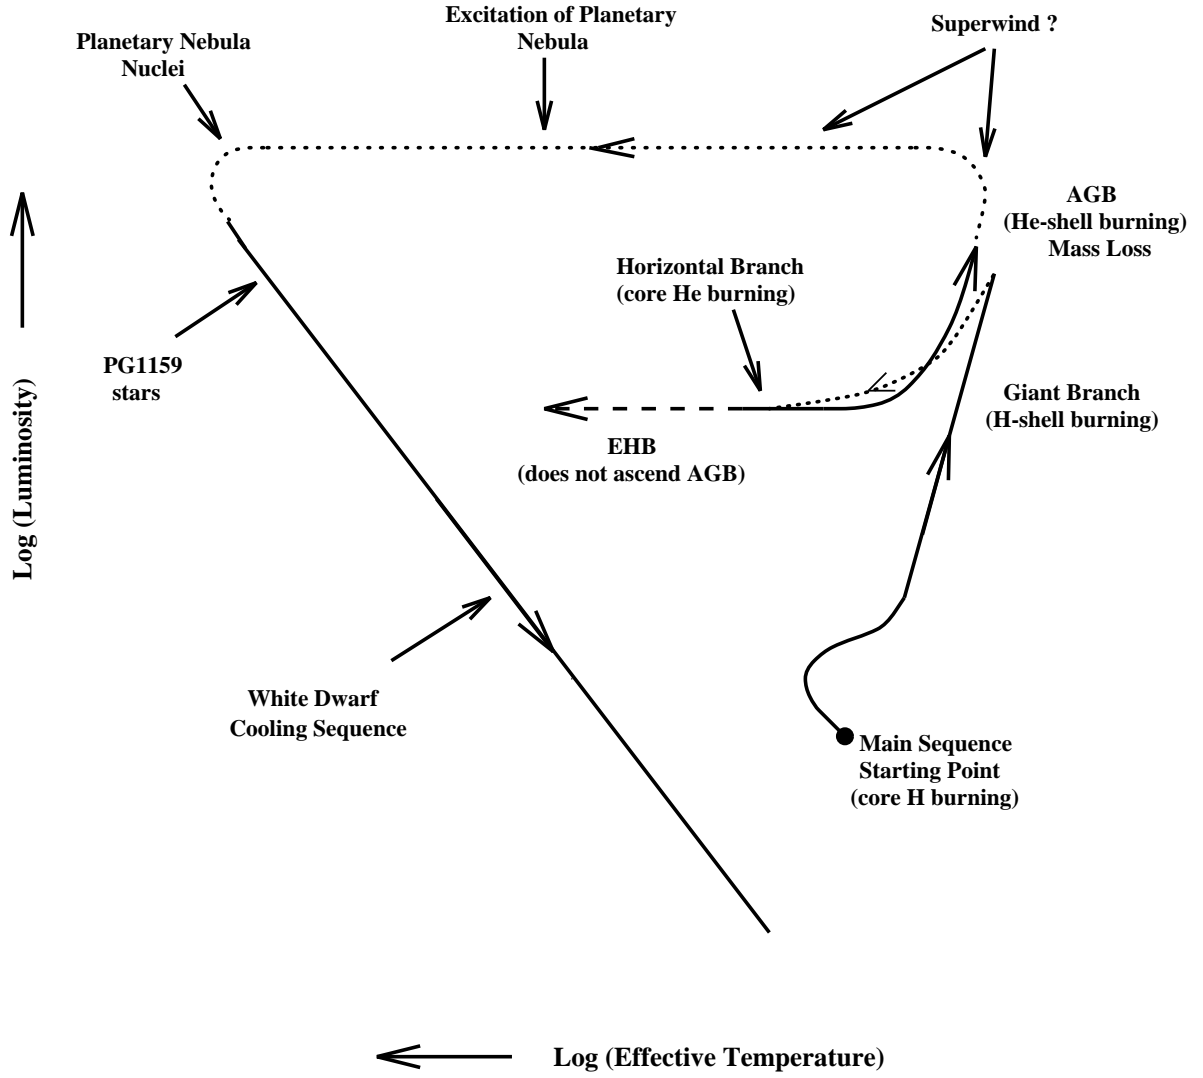 Excitation of Planetary
Nebula
Superwind ?
Planetary Nebula
Nuclei
AGB
(He-shell burning)
Mass Loss
Horizontal Branch
(core He burning)
PG1159
stars
Giant Branch
(H-shell burning)
EHB
(does not ascend AGB)
Log (Luminosity)
White Dwarf
Cooling Sequence
Main Sequence
Starting Point
(core H burning)
Log (Effective Temperature)